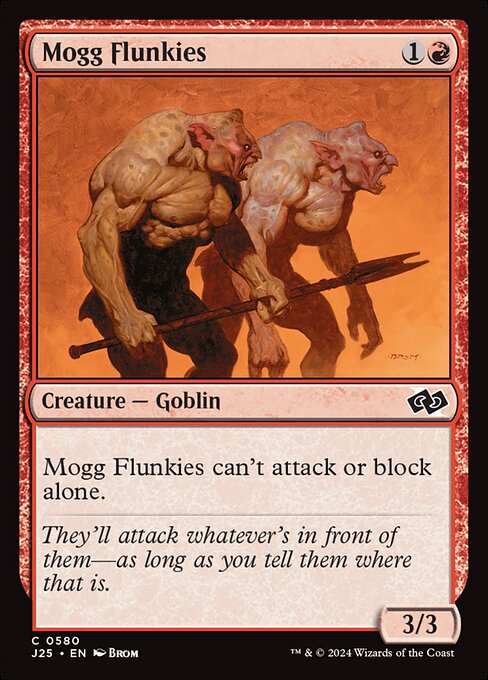 Mogg Flunkies
1
BROM
Creature — Goblin
Mogg Flunkies can't attack or block
alone.
They'll attack whatever's in front of
them—as long as you tell them where
that is.
3/3
C 0580
J25 • EN Brom
™ & © 2024 Wizards of the Coast